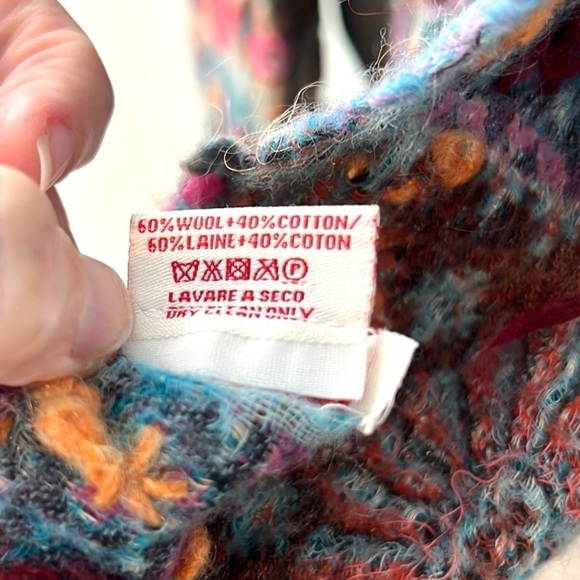 60%WOOL+40%COTTON/
60%LAINE+40%COTON
P
LAVARE A SECO
DRY CLEAN ONLY